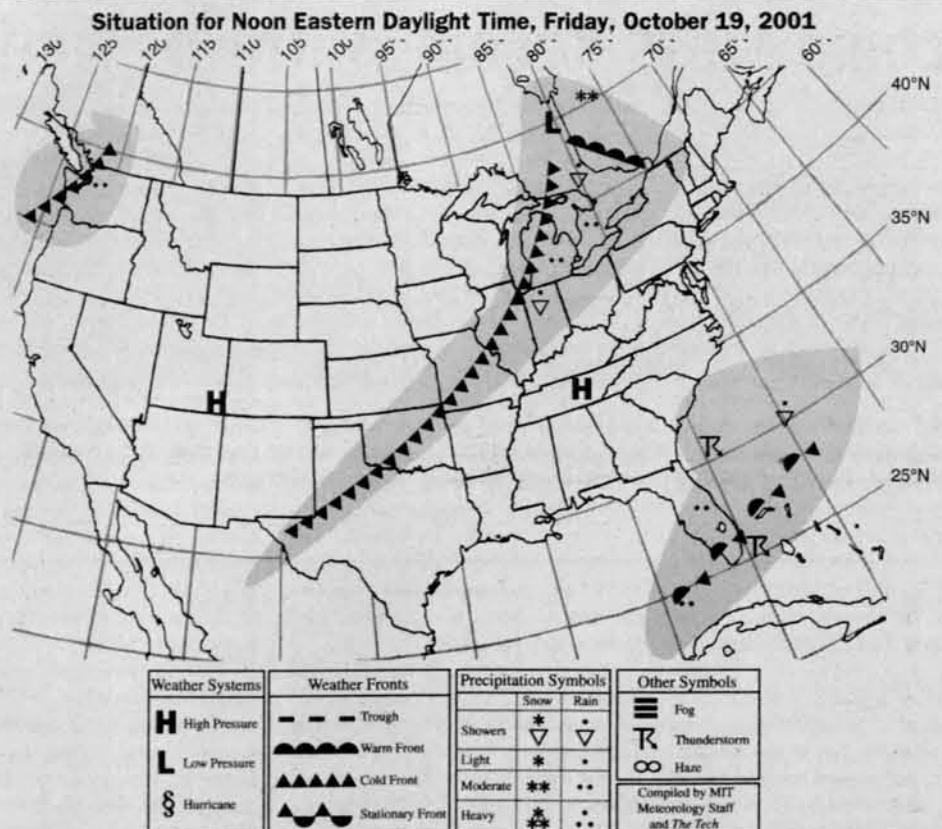 Situation for Noon Eastern Daylight Time, Friday, October 19, 2001
130 125 120 115 110 105 100 95 90 85 80 75 70 65 60
40°N
35°N
30°N
25°N
L
H
H
Weather Systems
H High Pressure
L Low Pressure
§ Hurricane
Weather Fronts
Trough
Warm Front
Cold Front
Stationary Front
Precipitation Symbols
Snow Rain
Showers
Light
Moderate
Heavy
Other Symbols
Fog
Thunderstorm
Haze
Compiled by MIT
Meteorology Staff
and The Tech